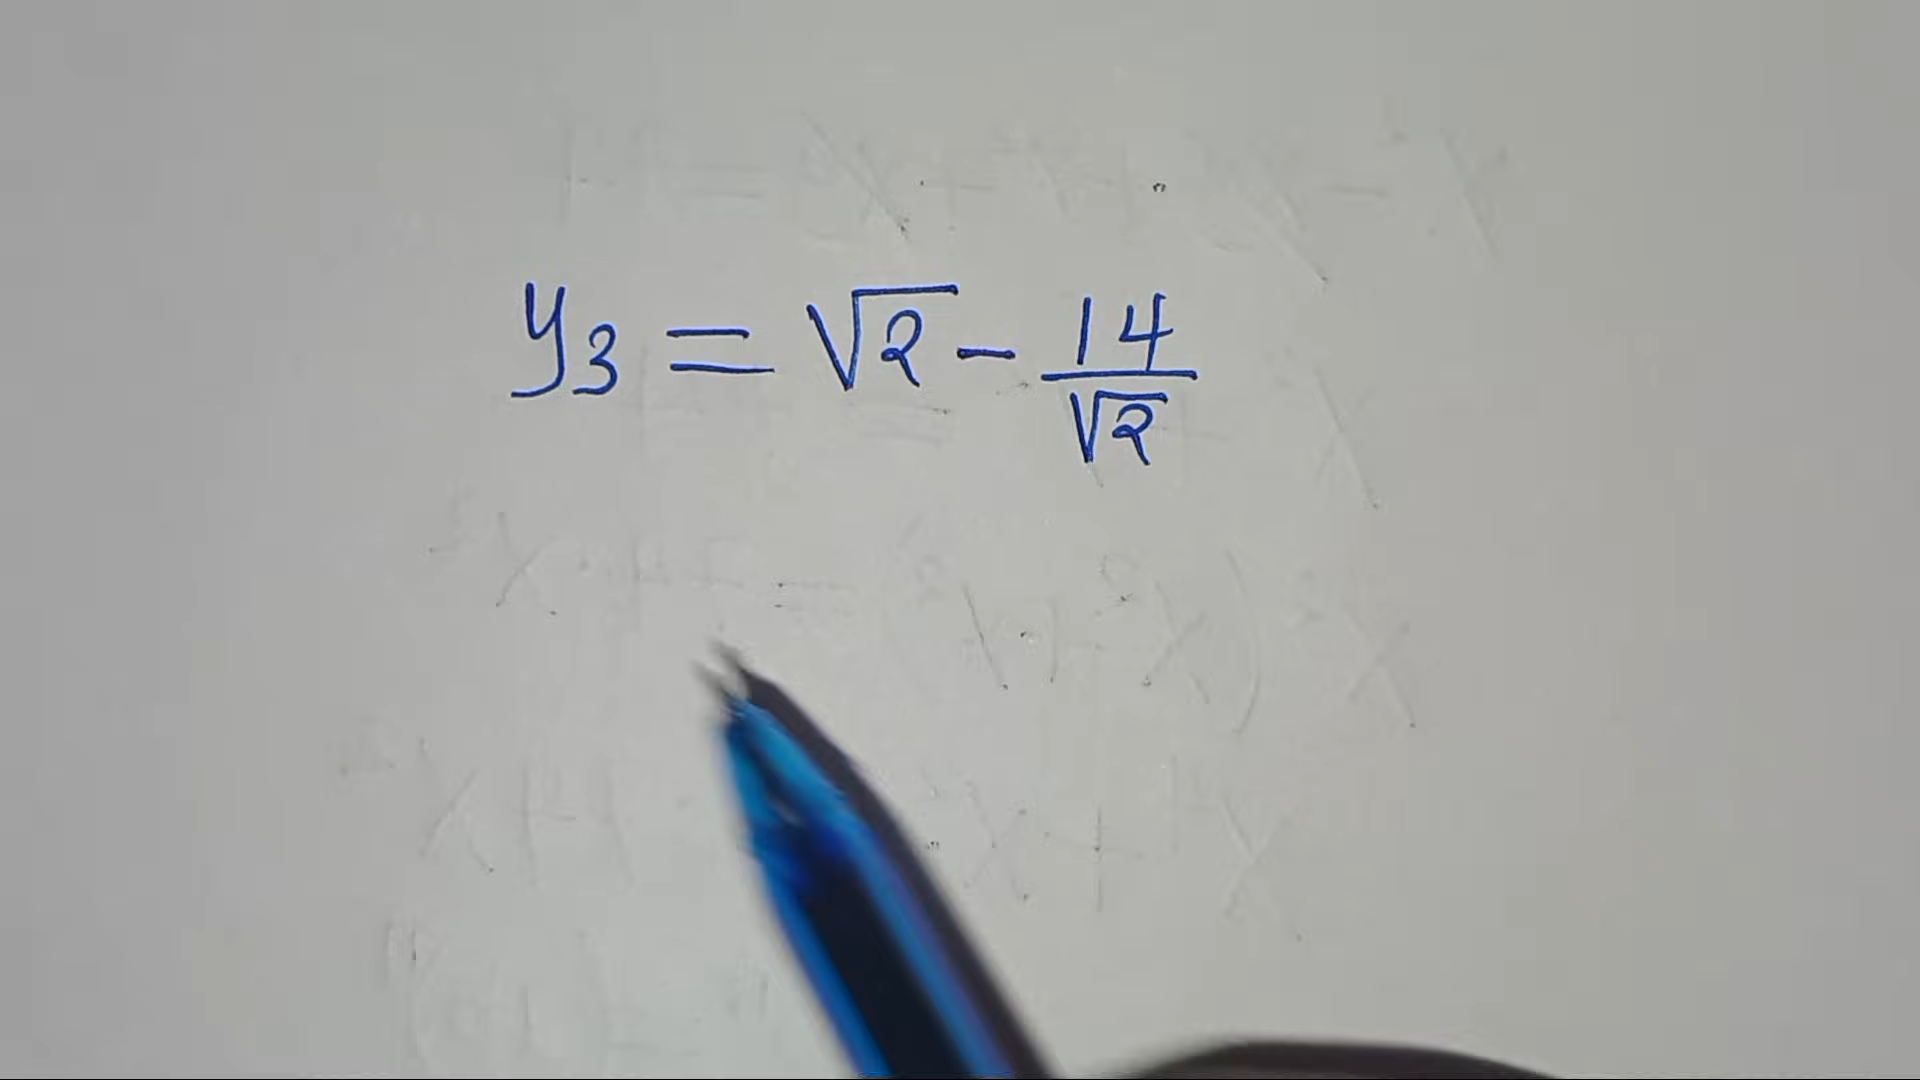 y₃ = √2 - 14/√2